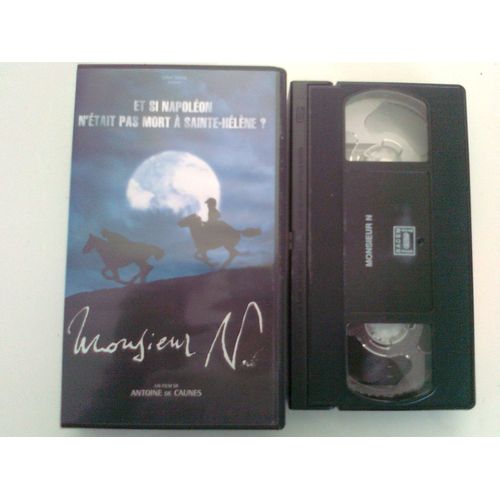 ET SI NAPOLÉON
N'ÉTAIT PAS MORT À SAINTE-HÉLÈNE ?
Monsieur N.
UN FILM DE
ANTOINE DE CAUNES
MONSIEUR N